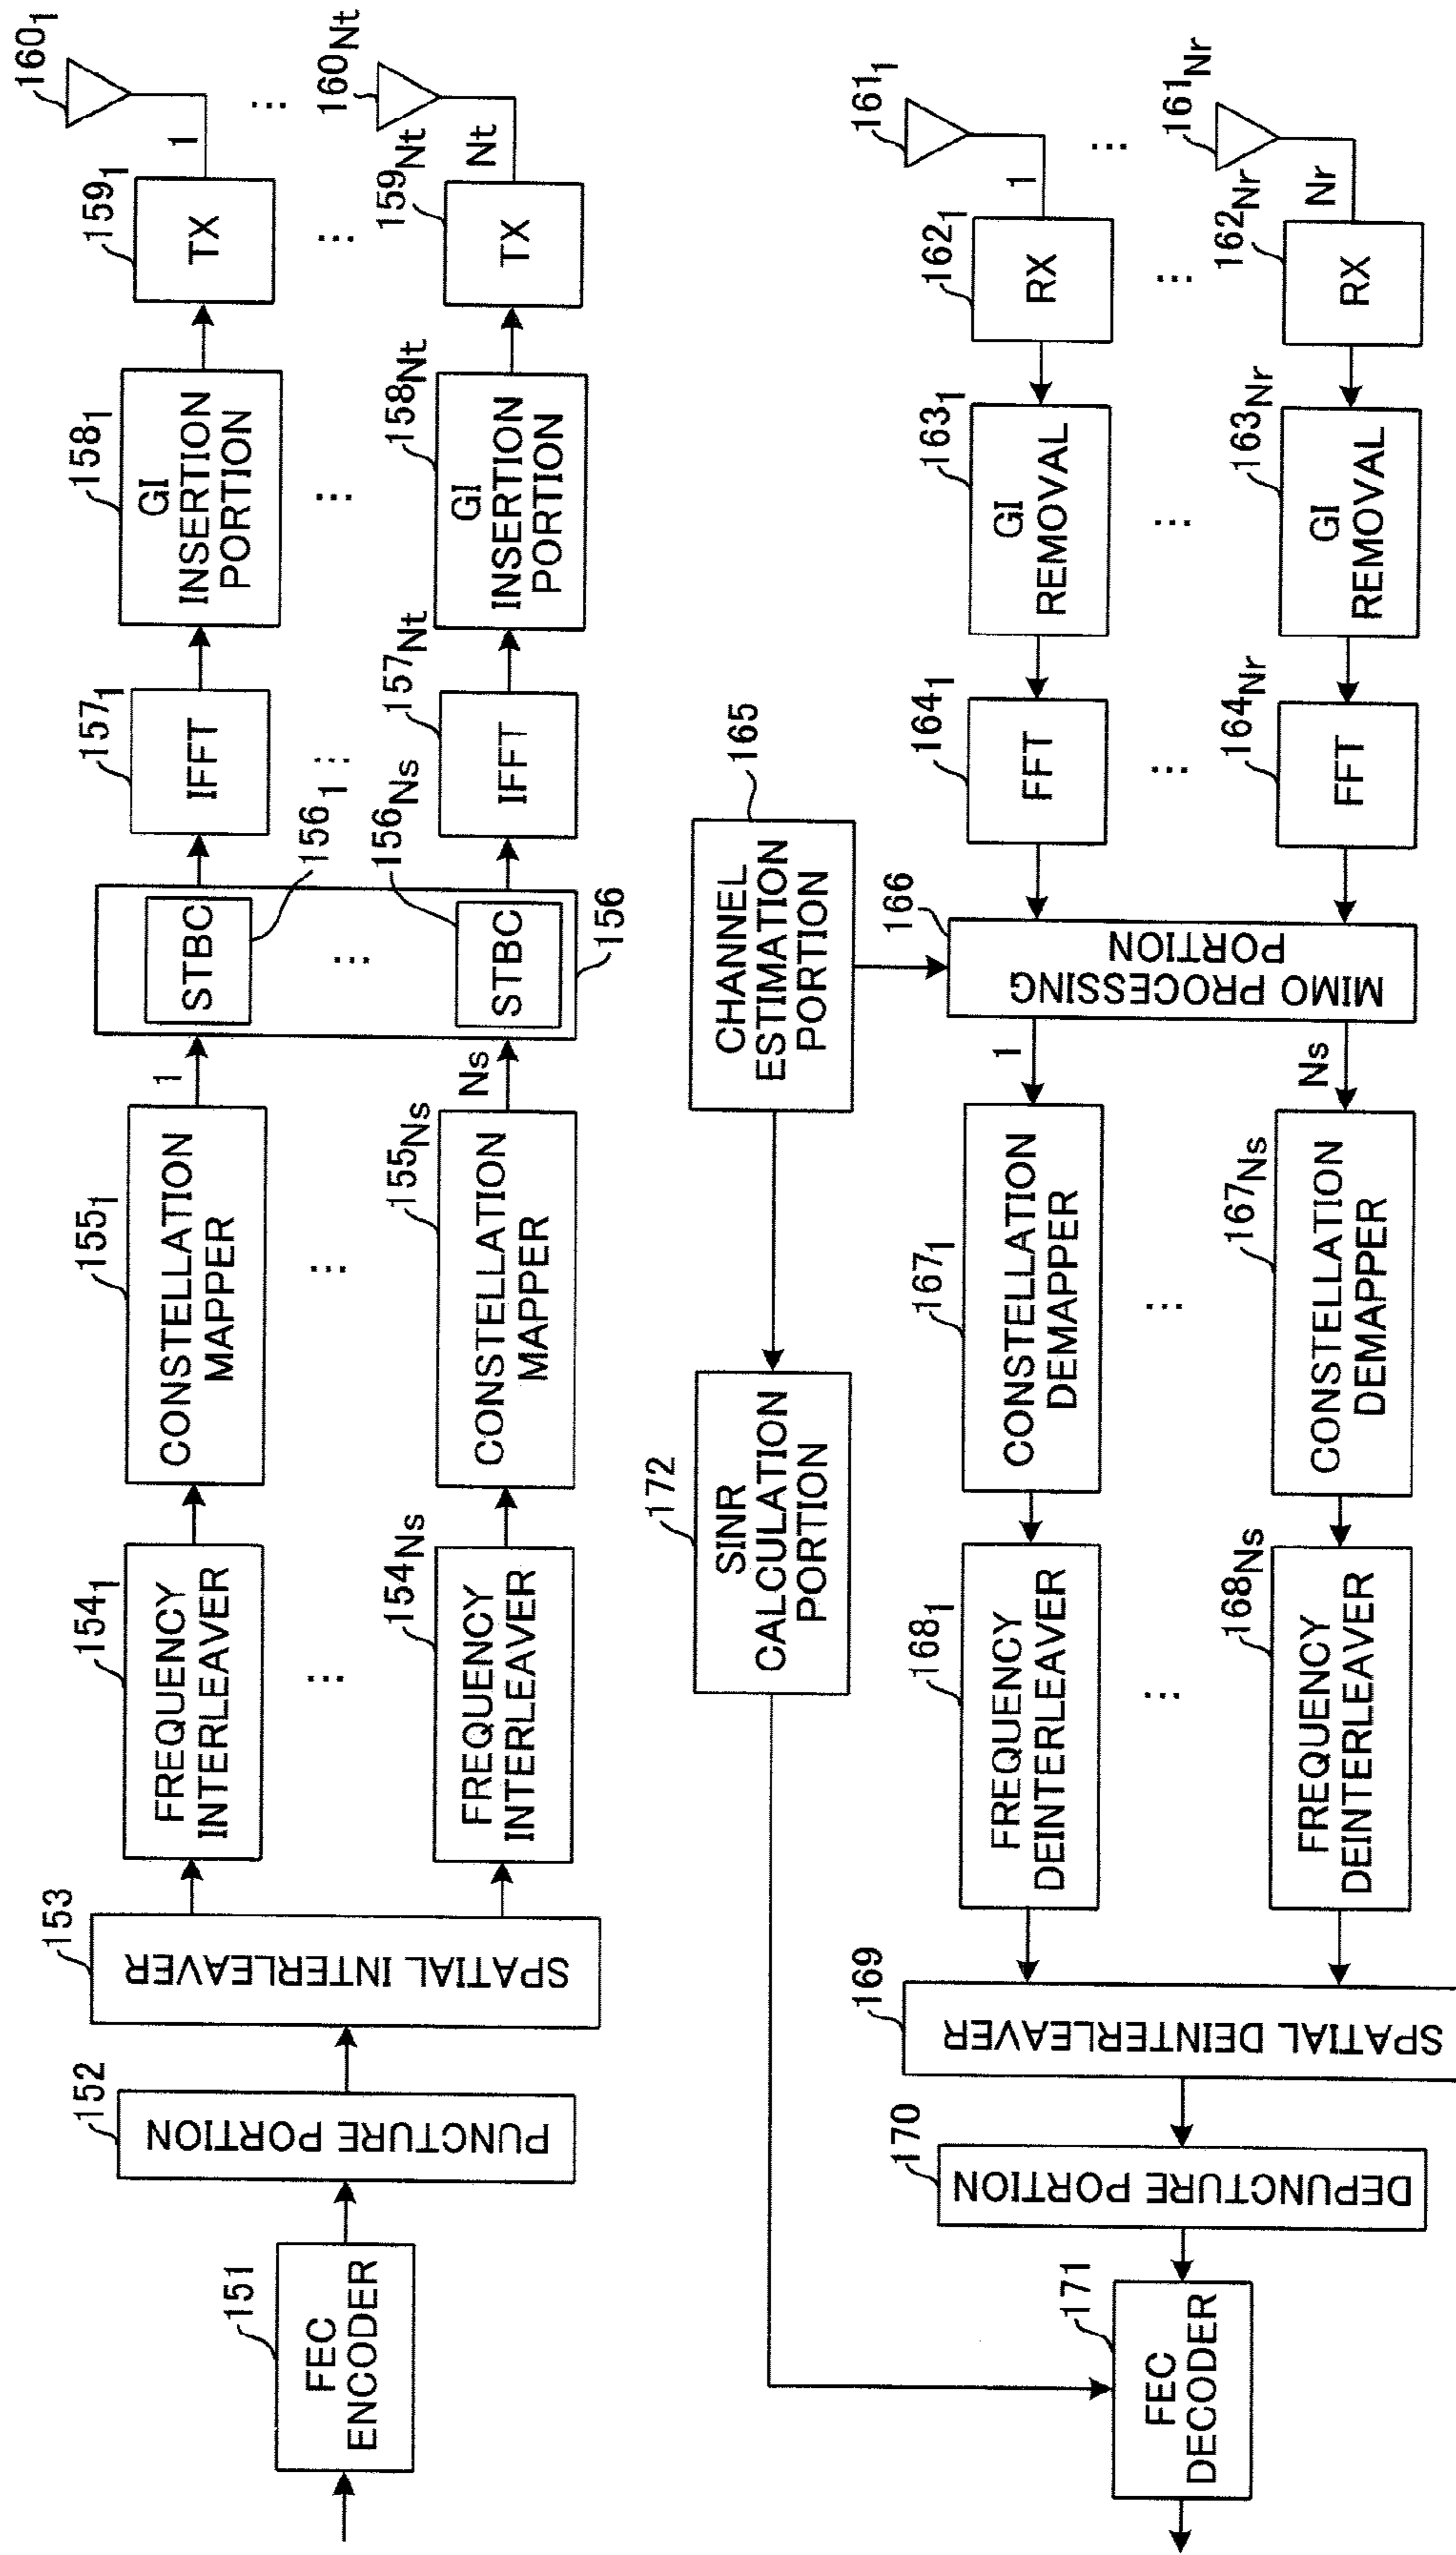 151
FEC
ENCODER
152
PUNCTURE PORTION
153
SPATIAL INTERLEAVER
154₁
FREQUENCY
INTERLEAVER
...
154Ns
FREQUENCY
INTERLEAVER
155₁
CONSTELLATION
MAPPER
...
155Ns
CONSTELLATION
MAPPER
1
Ns
STBC
156₁
...
STBC
156Ns
156
157₁
IFFT
...
157Nt
IFFT
158₁
GI
INSERTION
PORTION
...
158Nt
GI
INSERTION
PORTION
159₁
TX
...
159Nt
TX
1
Nt
160₁
...
160Nt
161₁
...
161Nr
1
Nr
162₁
RX
...
162Nr
RX
163₁
GI
REMOVAL
...
163Nr
GI
REMOVAL
164₁
FFT
...
164Nr
FFT
165
CHANNEL
ESTIMATION
PORTION
166
MIMO PROCESSING
PORTION
1
Ns
167₁
CONSTELLATION
DEMAPPER
...
167Ns
CONSTELLATION
DEMAPPER
168₁
FREQUENCY
DEINTERLEAVER
...
168Ns
FREQUENCY
DEINTERLEAVER
169
SPATIAL DEINTERLEAVER
170
DEPUNCTURE PORTION
171
FEC
DECODER
172
SINR
CALCULATION
PORTION